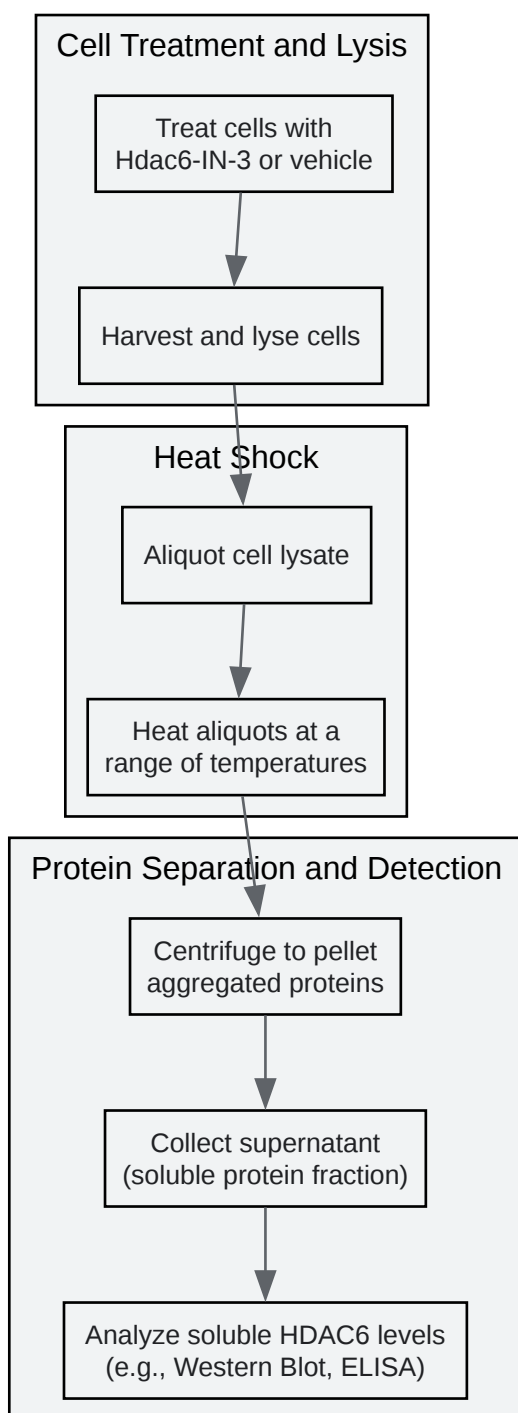 Cell Treatment and Lysis
Treat cells with
Hdac6-IN-3 or vehicle
Harvest and lyse cells
Heat Shock
Aliquot cell lysate
Heat aliquots at a
range of temperatures
Protein Separation and Detection
Centrifuge to pellet
aggregated proteins
Collect supernatant
(soluble protein fraction)
Analyze soluble HDAC6 levels
(e.g., Western Blot, ELISA)